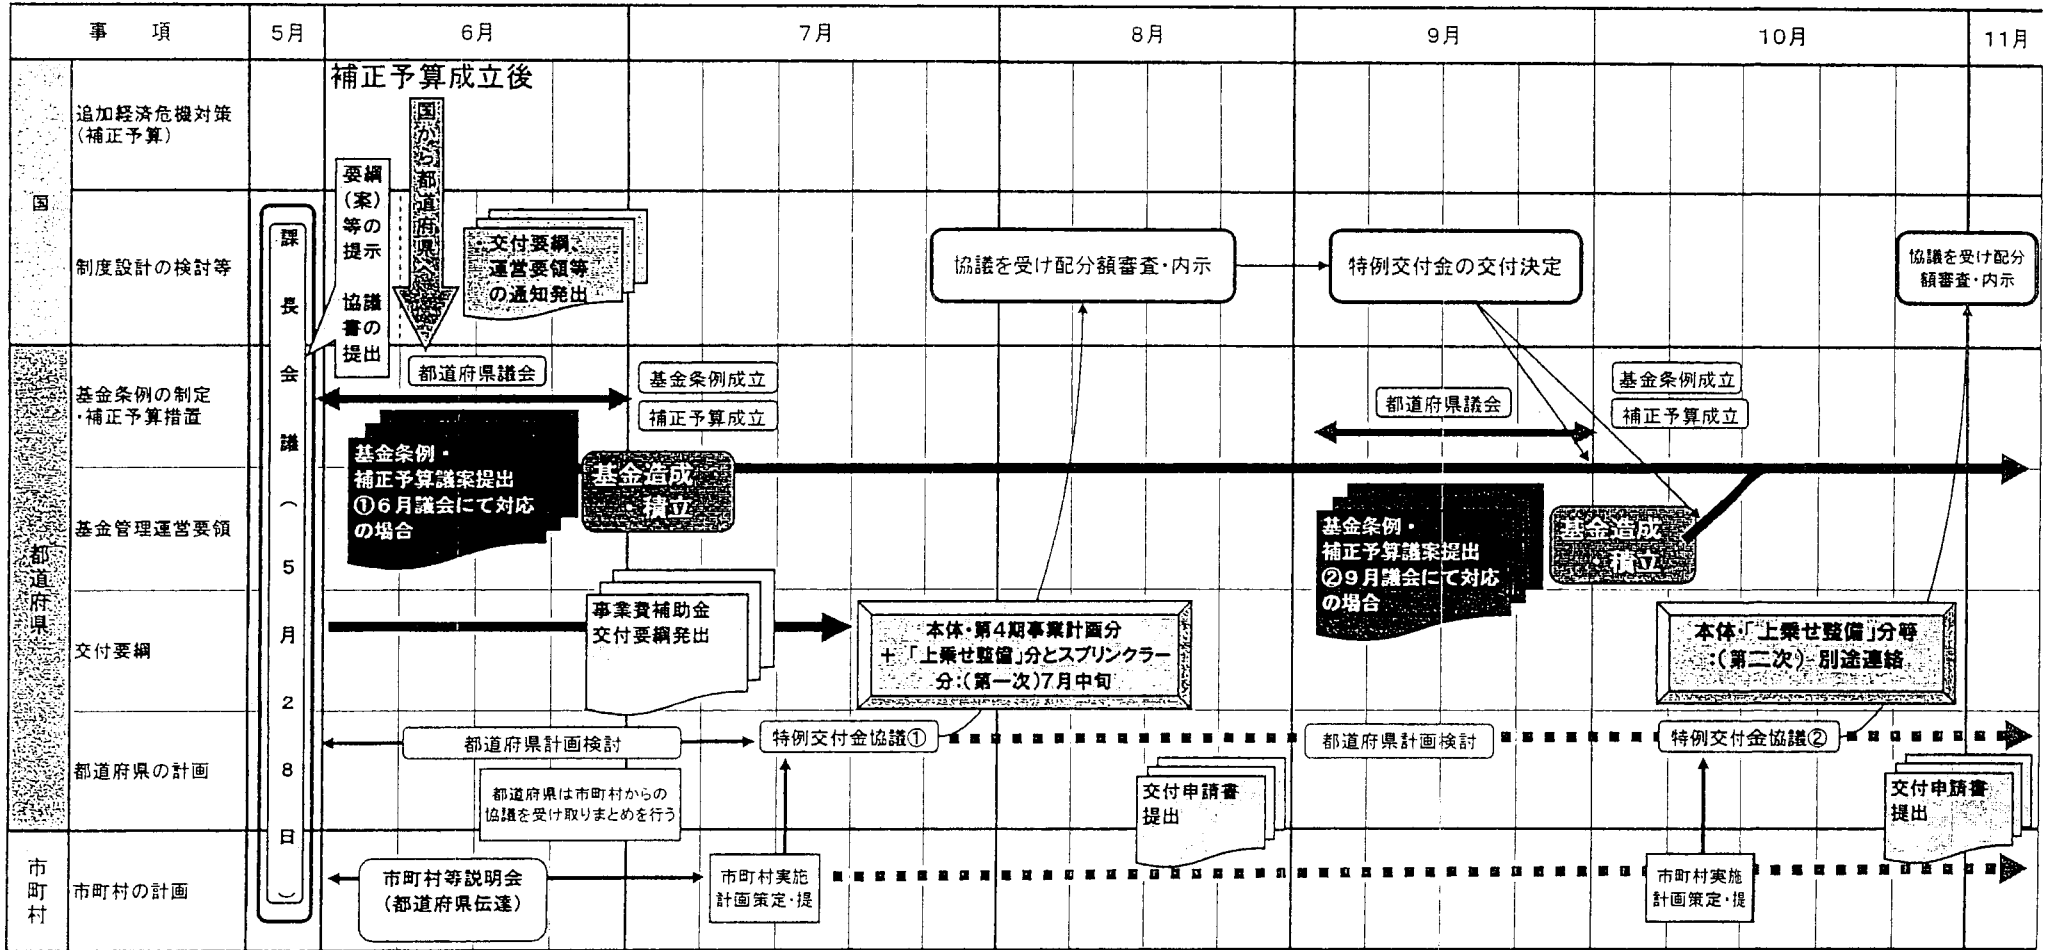 事　項
5月
6月
7月
8月
9月
10月
11月
国
追加経済危機対策
(補正予算)
補正予算成立後
国から都道府県へ
要綱
(案)
等の
提示
協議
書の
提出
制度設計の検討等
課長会議(5月28日)
・交付要綱、
運営要領等
の通知発出
協議を受け配分額審査・内示
特例交付金の交付決定
協議を受け配分
額審査・内示
都道府県
基金条例の制定
・補正予算措置
都道府県議会
基金条例成立
補正予算成立
都道府県議会
基金条例成立
補正予算成立
基金条例・
補正予算議案提出
①6月議会にて対応
の場合
基金造成
・積立
基金管理運営要領
基金条例・
補正予算議案提出
②9月議会にて対応
の場合
基金造成
・積立
交付要綱
事業費補助金
交付要綱発出
本体・第4期事業計画分
+「上乗せ整備」分とスプリンクラー
分:(第一次)7月中旬
本体・「上乗せ整備」分等
:(第二次) 別途連絡
都道府県の計画
都道府県計画検討
特例交付金協議①
都道府県計画検討
特例交付金協議②
都道府県は市町村からの
協議を受け取りまとめを行う
交付申請書
提出
交付申請書
提出
市町村
市町村の計画
市町村等説明会
(都道府県伝達)
市町村実施
計画策定・提
市町村実施
計画策定・提